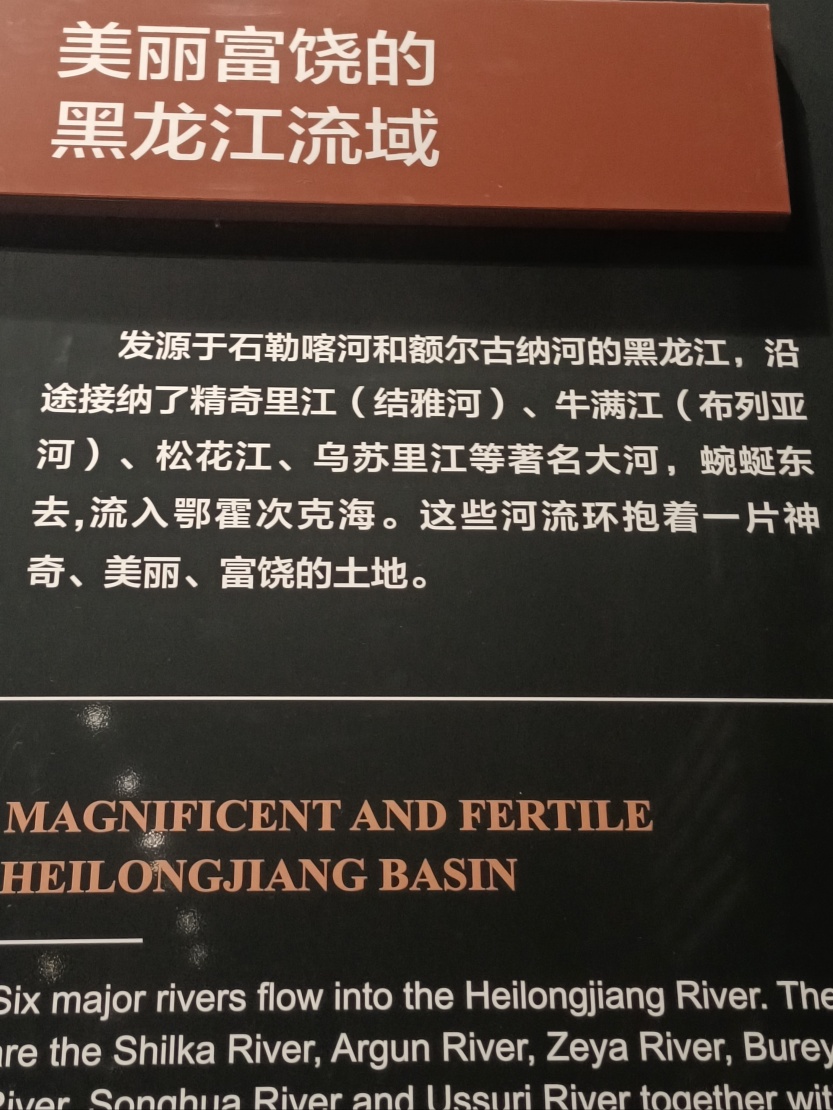 美丽富饶的
黑龙江流域
发源于石勒喀河和额尔古纳河的黑龙江，沿
途接纳了精奇里江（结雅河）、牛满江（布列亚
河）、松花江、乌苏里江等著名大河，蜿蜒东
去,流入鄂霍次克海。这些河流环抱着一片神
奇、美丽、富饶的土地。
MAGNIFICENT AND FERTILE
HEILONGJIANG BASIN
Six major rivers flow into the Heilongjiang River. The
are the Shilka River, Argun River, Zeya River, Burey
River, Songhua River and Ussuri River together wit